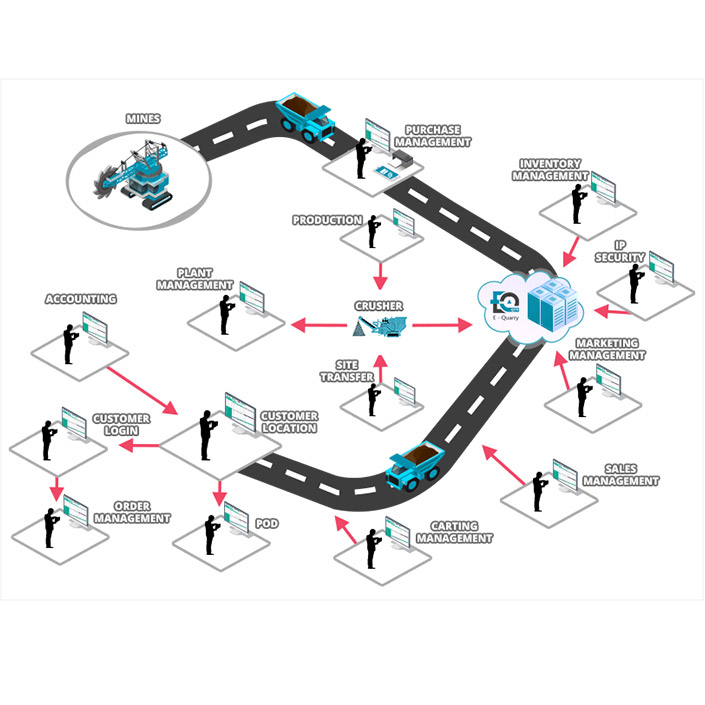 MINES
PURCHASE
MANAGEMENT
INVENTORY
MANAGEMENT
PRODUCTION
IP
SECURITY
PLANT
MANAGEMENT
ACCOUNTING
CRUSHER
E - Quarry
MARKETING
MANAGEMENT
SITE
TRANSFER
CUSTOMER
LOGIN
CUSTOMER
LOCATION
SALES
MANAGEMENT
ORDER
MANAGEMENT
POD
CARTING
MANAGEMENT